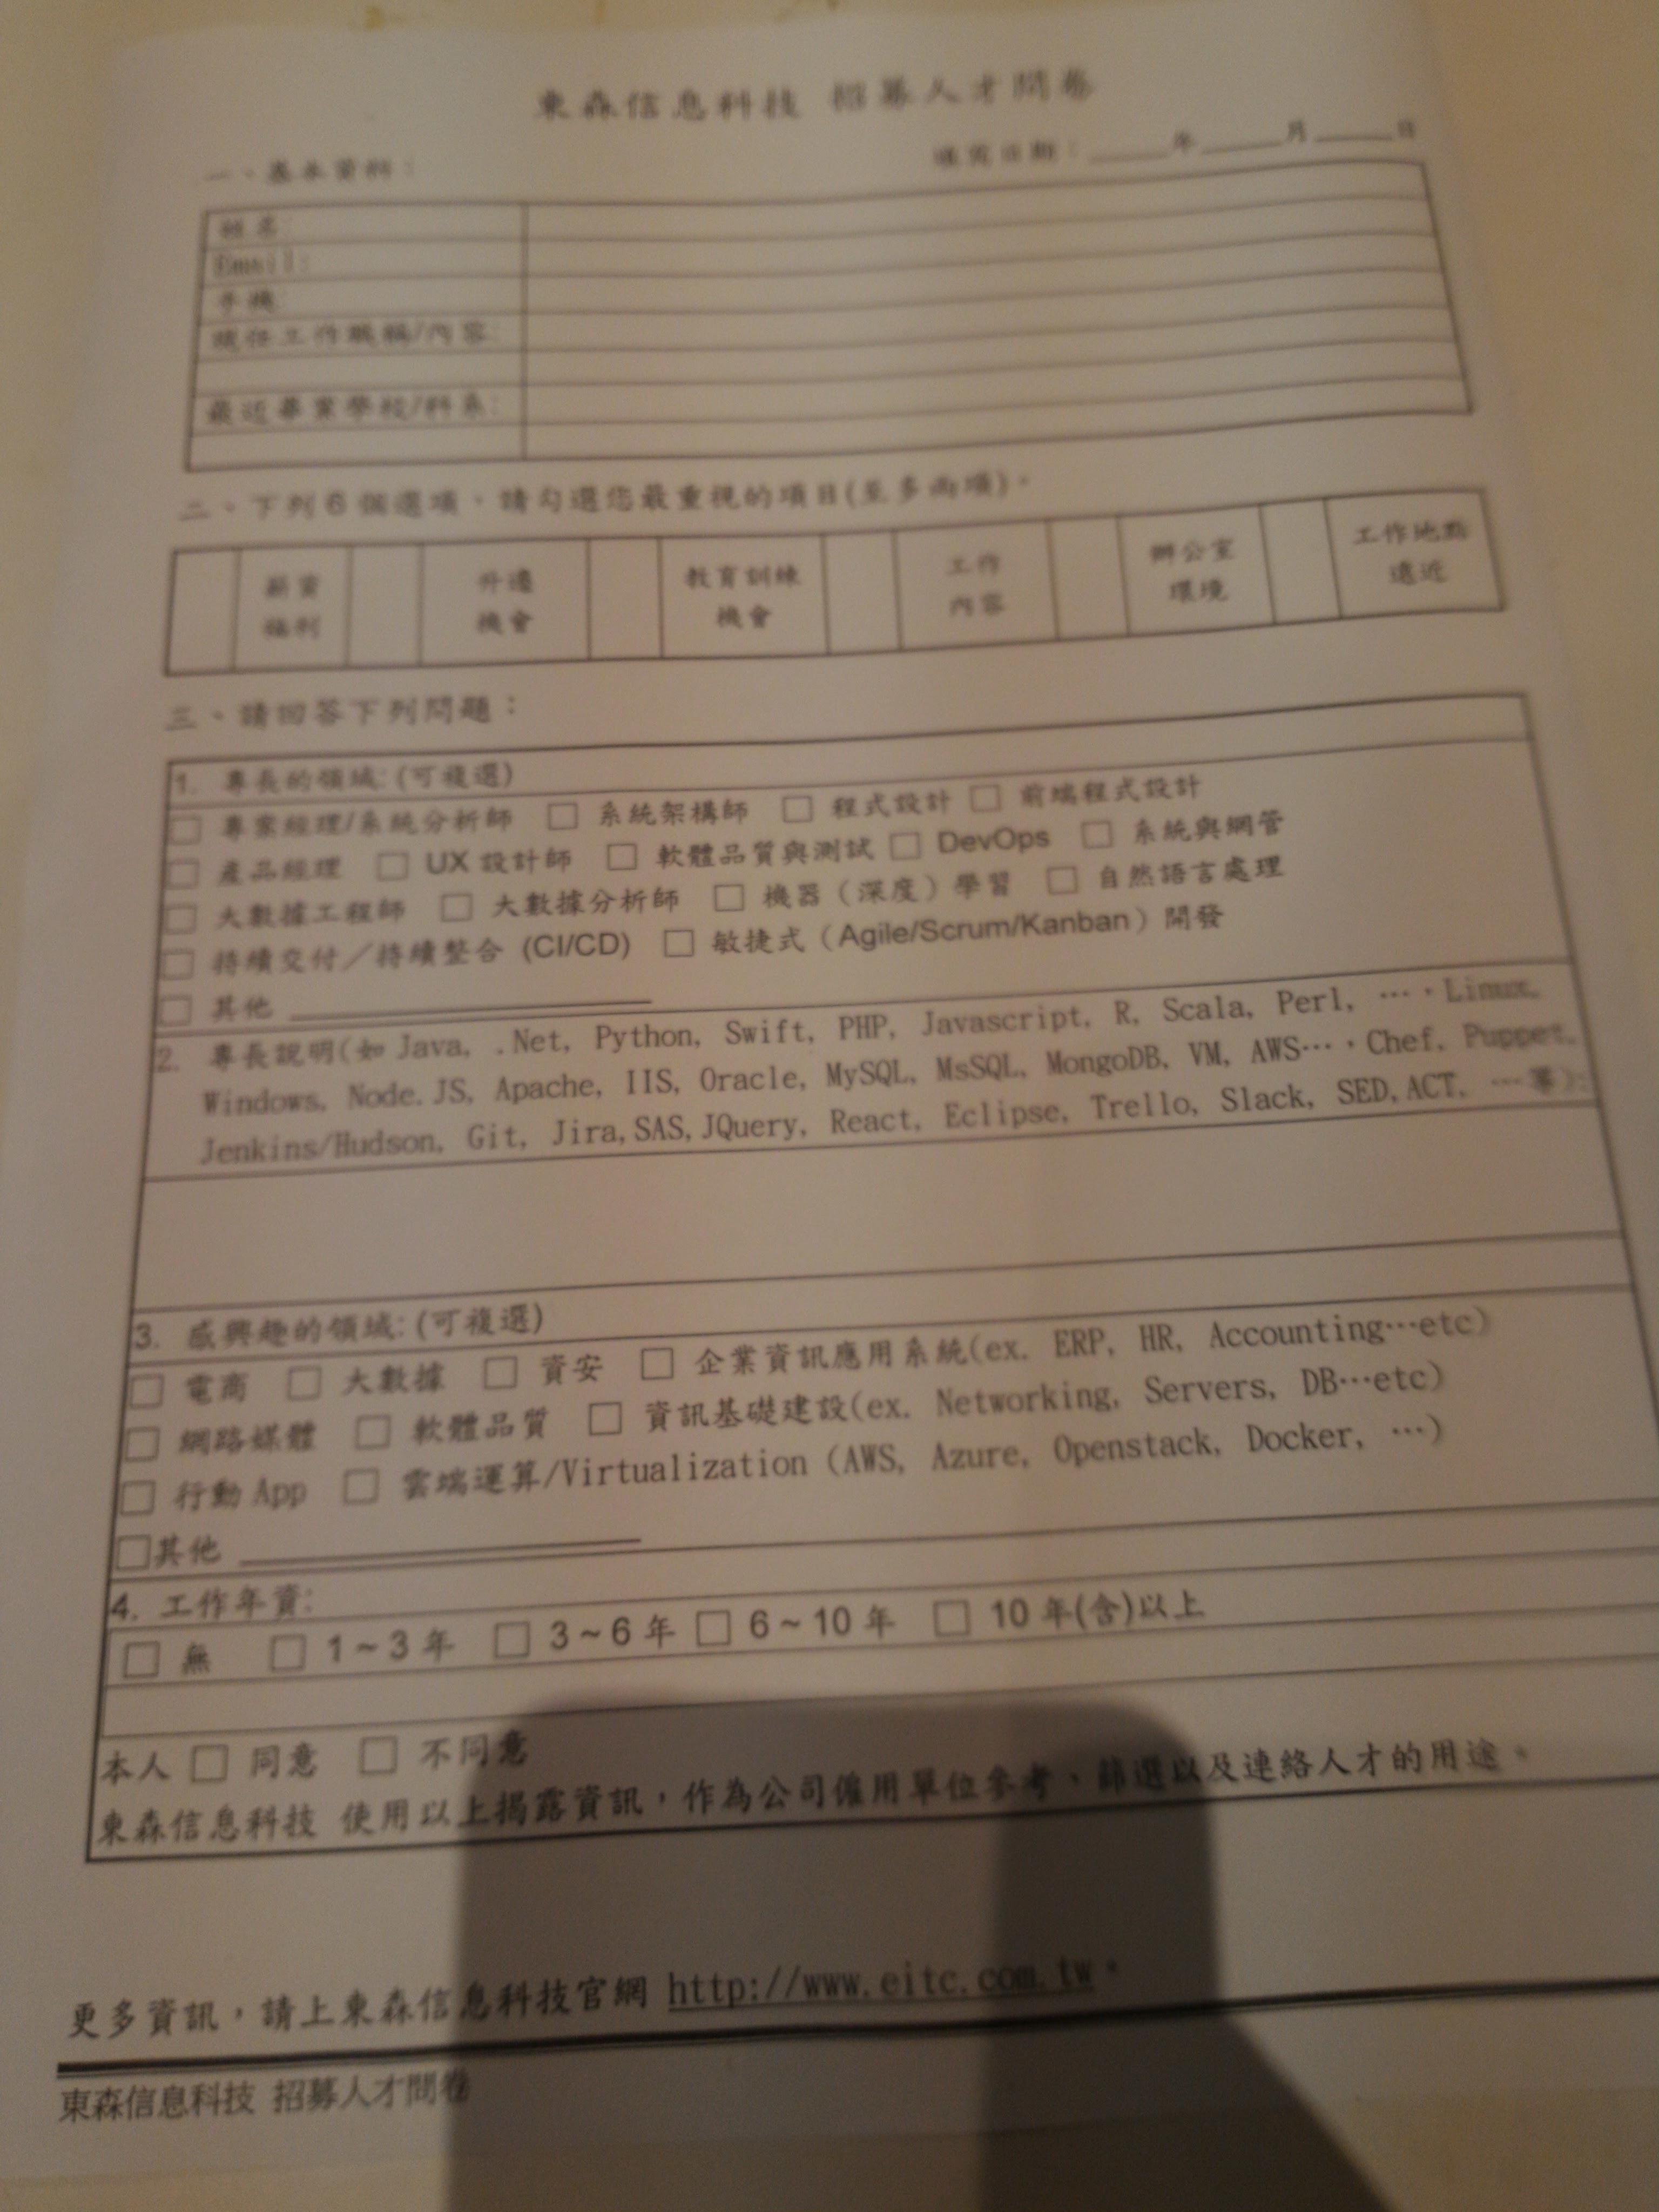 東森信息科技 招募人才問卷
一、基本資料：
填寫日期：____年____月____日
姓名:
Email:
手機:
現任工作職稱/內容:
最近畢業學校/科系:
二、下列6個選項、請勾選您最重視的項目(至多兩項)。
薪資福利 升遷機會 教育訓練機會 工作內容 辦公室環境 工作地點遠近
三、請回答下列問題：
1. 專長的領域:(可複選)
□ 專案經理/系統分析師 □ 系統架構師 □ 程式設計 □ 前端程式設計
□ 產品經理 □ UX 設計師 □ 軟體品質與測試 □ DevOps □ 系統與網管
□ 大數據工程師 □ 大數據分析師 □ 機器（深度）學習 □ 自然語言處理
□ 持續交付／持續整合 (CI/CD) □ 敏捷式（Agile/Scrum/Kanban）開發
□ 其他 ____________
2. 專長說明(如 Java, .Net, Python, Swift, PHP, Javascript, R, Scala, Perl, …，Linux,
Windows, Node.JS, Apache, IIS, Oracle, MySQL, MsSQL, MongoDB, VM, AWS…，Chef, Puppet,
Jenkins/Hudson, Git, Jira, SAS, JQuery, React, Eclipse, Trello, Slack, SED, ACT, …等):
3. 感興趣的領域:(可複選)
□ 電商 □ 大數據 □ 資安 □ 企業資訊應用系統(ex. ERP, HR, Accounting…etc)
□ 網路媒體 □ 軟體品質 □ 資訊基礎建設(ex. Networking, Servers, DB…etc)
□ 行動 App □ 雲端運算/Virtualization (AWS, Azure, Openstack, Docker, …)
□其他 ____________
4. 工作年資:
□ 無 □ 1~3 年 □ 3~6 年 □ 6~10 年 □ 10 年(含)以上
本人 □ 同意 □ 不同意
東森信息科技 使用以上揭露資訊，作為公司僱用單位參考、篩選以及連絡人才的用途。
更多資訊，請上東森信息科技官網 http://www.eitc.com.tw。
東森信息科技 招募人才問卷